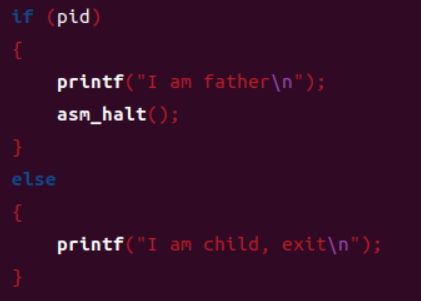 if (pid)
{
    printf("I am father\n");
    asm_halt();
}
else
{
    printf("I am child, exit\n");
}